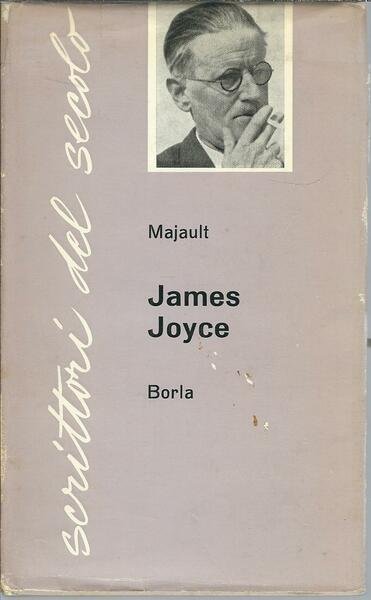 scrittori del secolo
Majault
James
Joyce
Borla